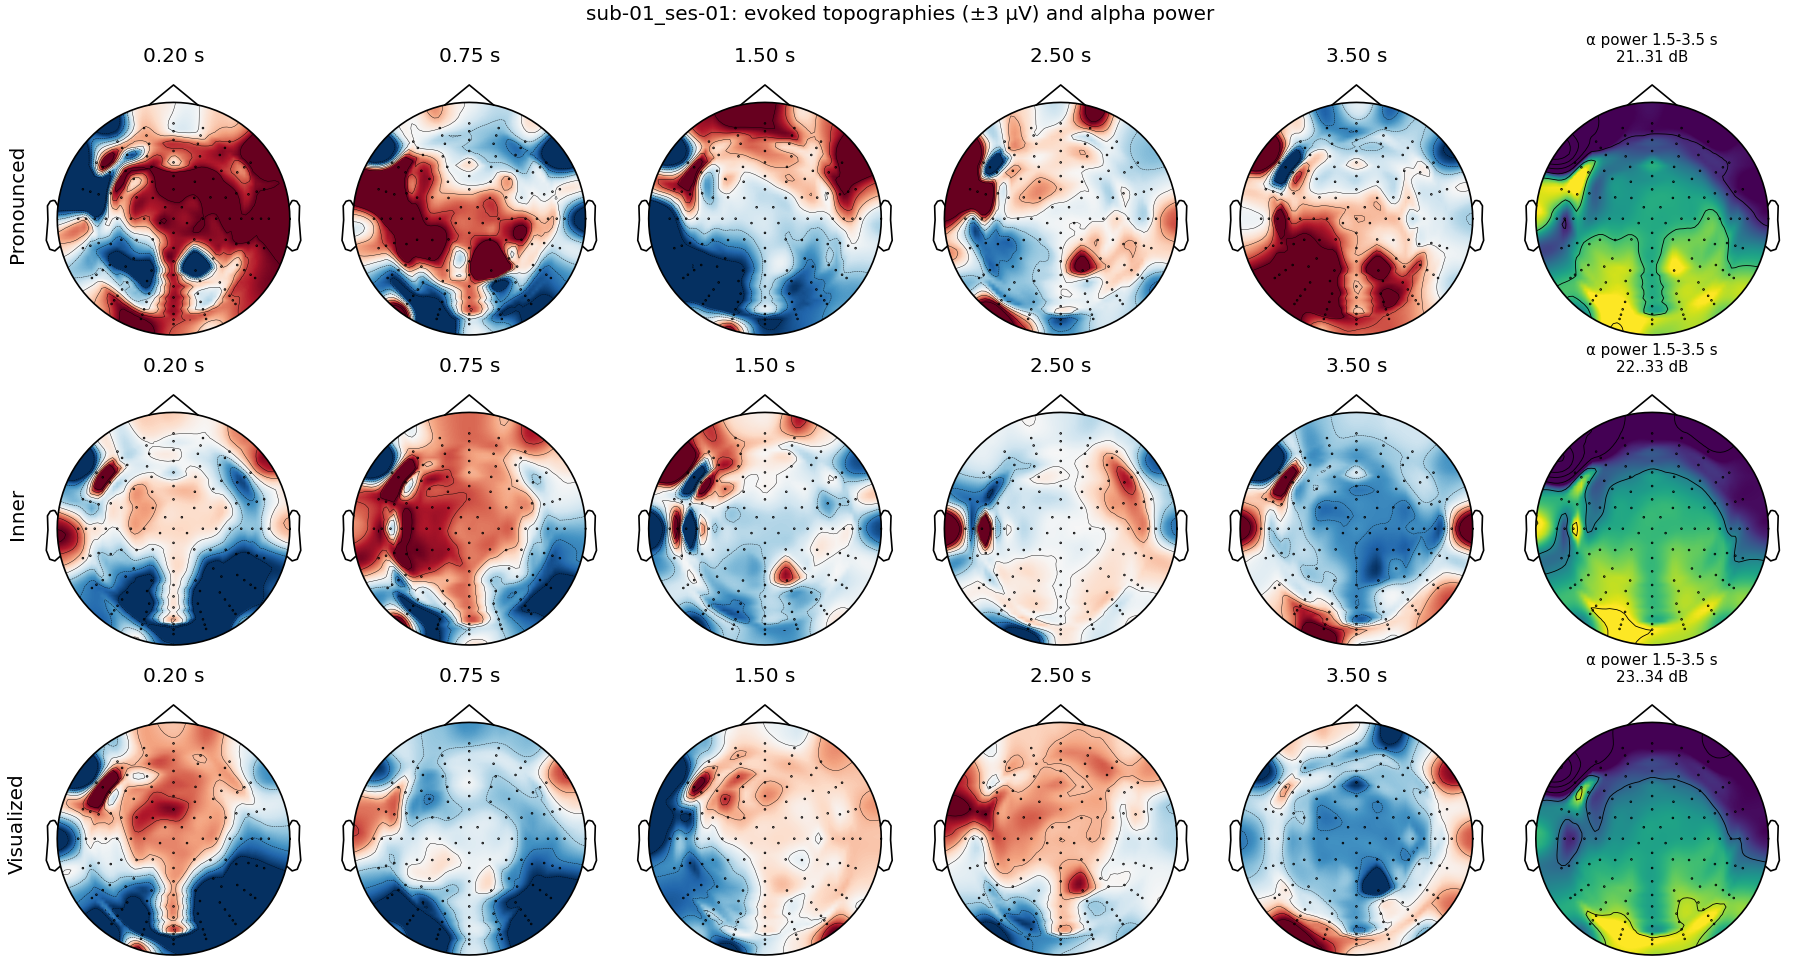 sub-01_ses-01: evoked topographies (±3 µV) and alpha power
0.20 s
0.75 s
1.50 s
2.50 s
3.50 s
α power 1.5-3.5 s
21..31 dB
Pronounced
0.20 s
0.75 s
1.50 s
2.50 s
3.50 s
α power 1.5-3.5 s
22..33 dB
Inner
0.20 s
0.75 s
1.50 s
2.50 s
3.50 s
α power 1.5-3.5 s
23..34 dB
Visualized